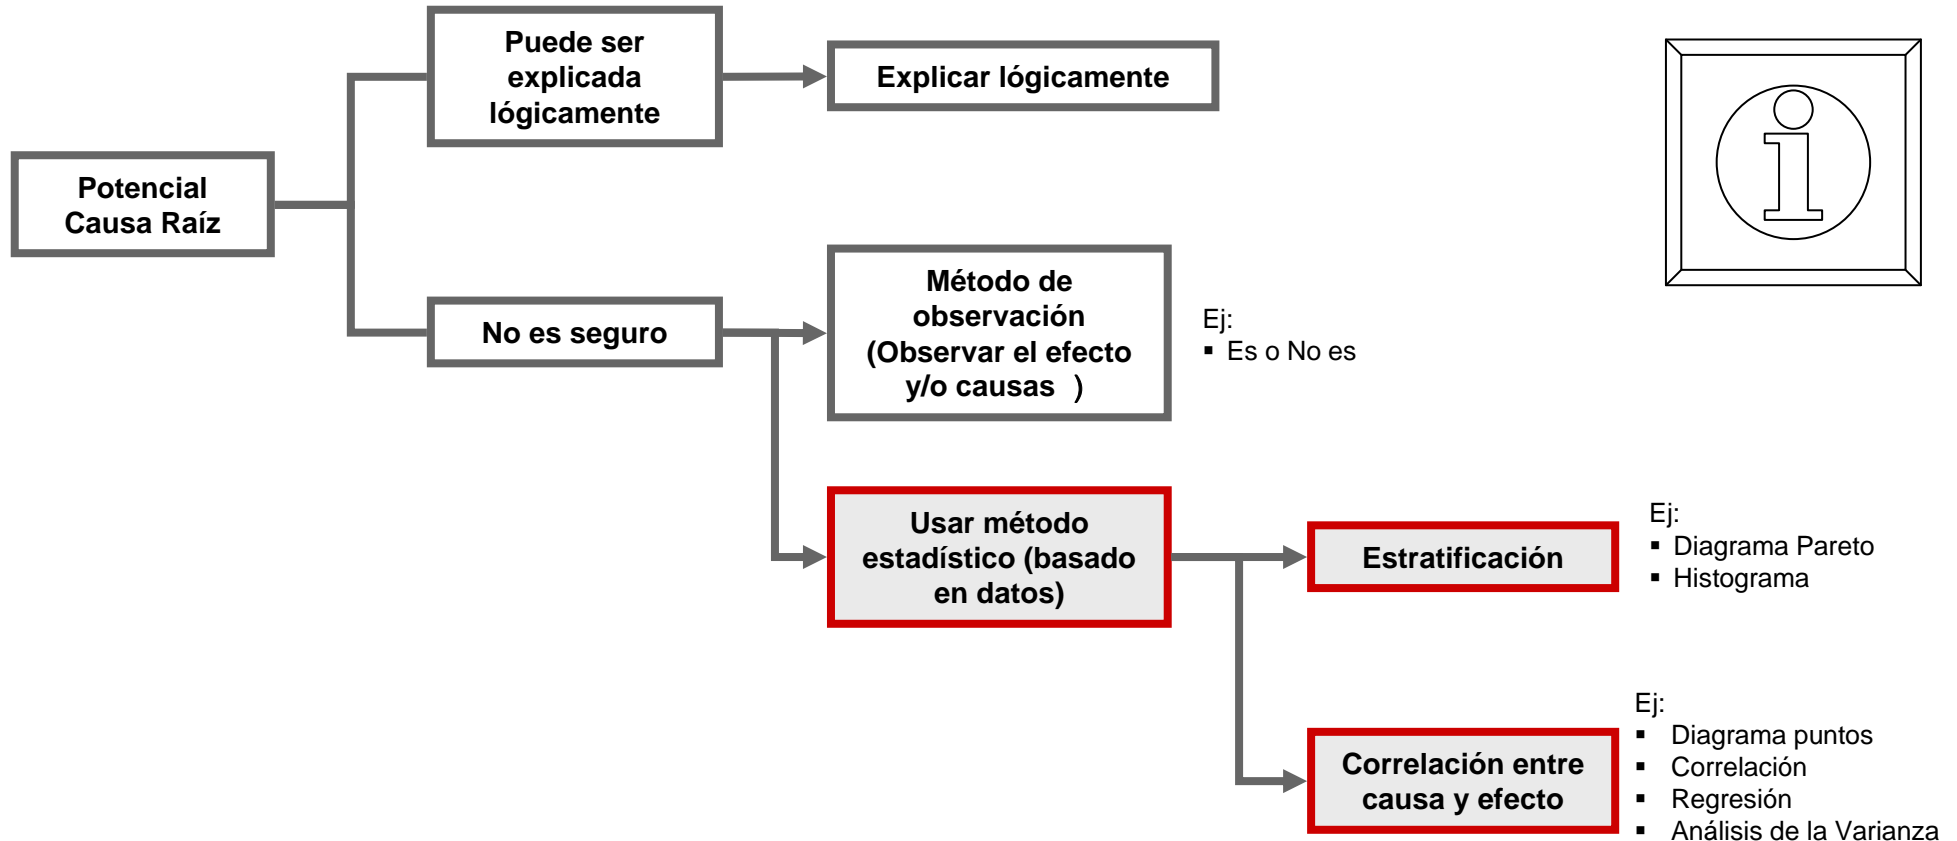 Puede ser
explicada
lógicamente
Explicar lógicamente
Potencial
Causa Raíz
No es seguro
Método de
observación
(Observar el efecto
y/o causas )
Ej:
▪ Es o No es
Usar método
estadístico (basado
en datos)
Estratificación
Ej:
▪ Diagrama Pareto
▪ Histograma
Correlación entre
causa y efecto
Ej:
▪ Diagrama puntos
▪ Correlación
▪ Regresión
▪ Análisis de la Varianza